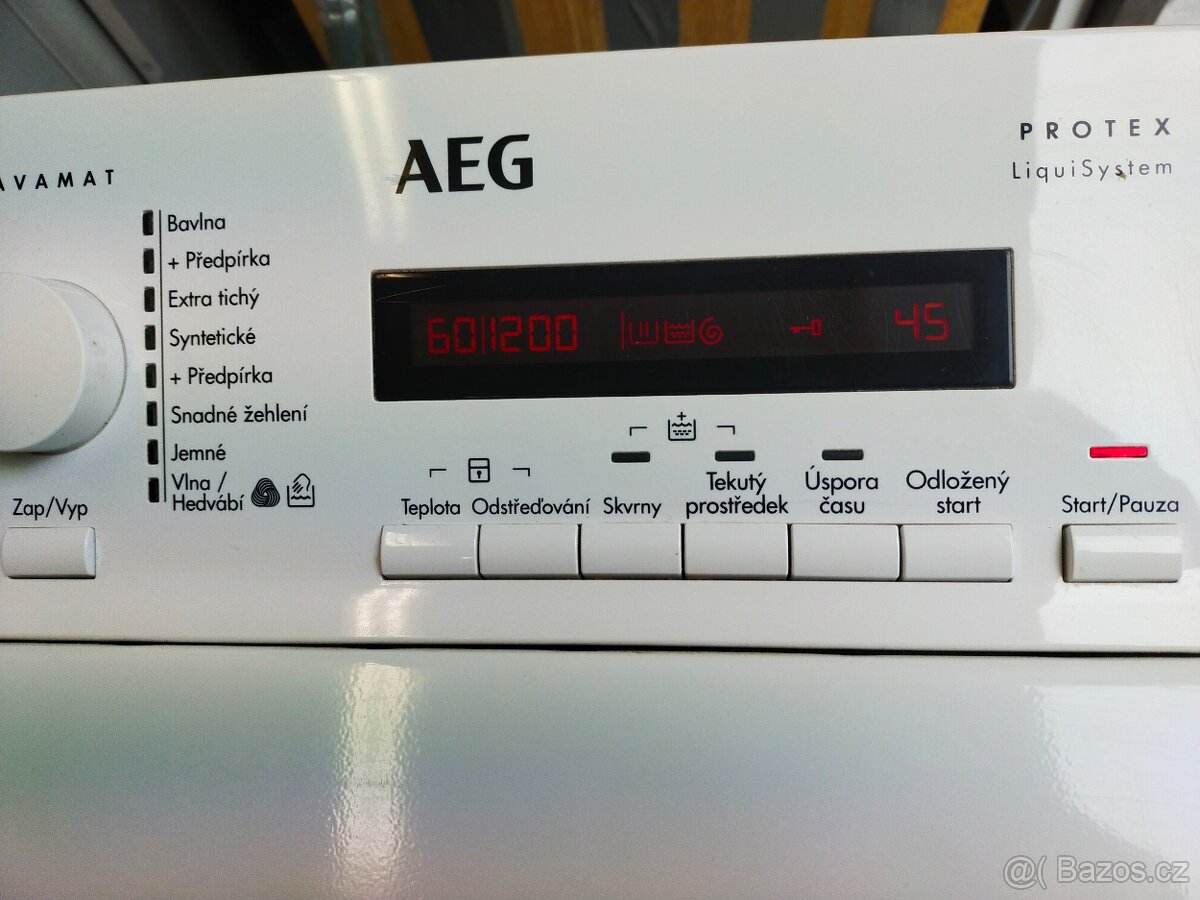 AVAMAT
AEG
PROTEX
LiquiSystem
Bavlna
+ Předpírka
Extra tichý
Syntetické
+ Předpírka
Snadné žehlení
Jemné
Vlna /
Hedvábí
60 1200
45
Zap/Vyp
Teplota
Odstřeďování
Skvrny
Tekutý
prostředek
Úspora
času
Odložený
start
Start/Pauza
@( Bazos.cz